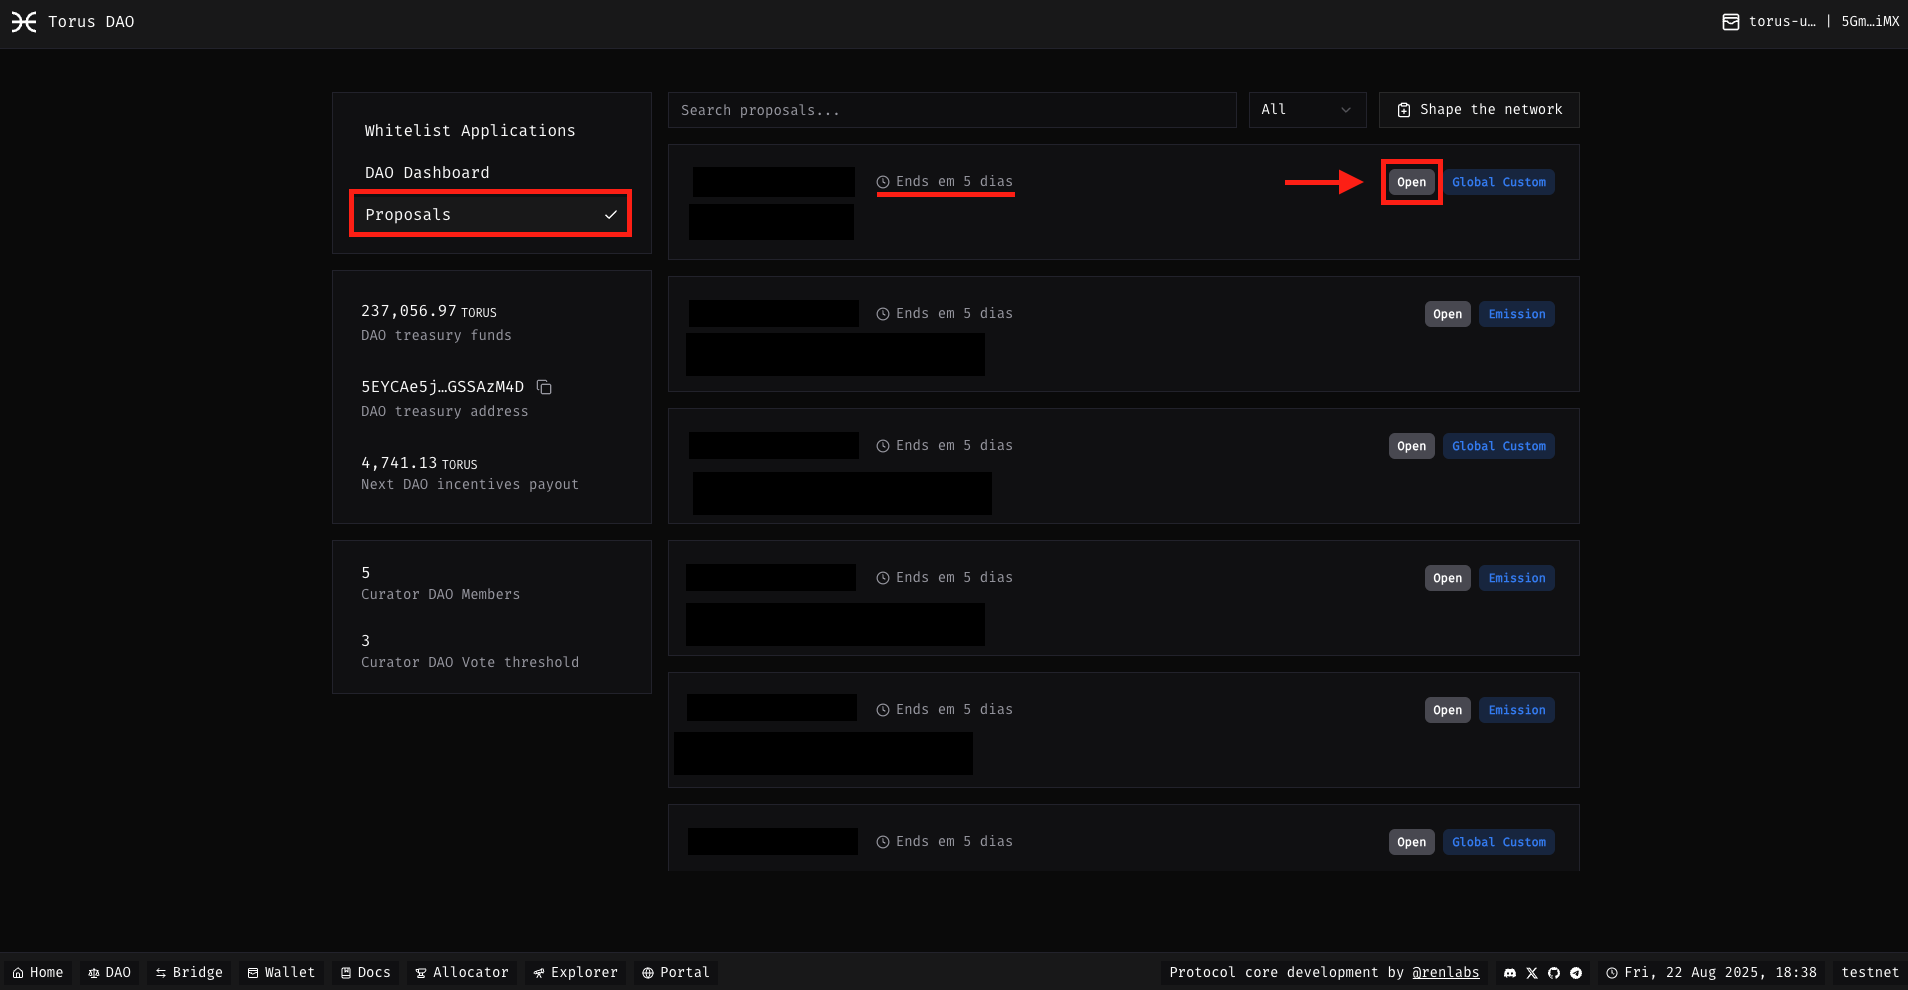 Torus DAO
torus-u… | 5Gm…iMX
Whitelist Applications
DAO Dashboard
Proposals
237,056.97 TORUS
DAO treasury funds
5EYCAe5j…GSSAzM4D
DAO treasury address
4,741.13 TORUS
Next DAO incentives payout
5
Curator DAO Members
3
Curator DAO Vote threshold
Search proposals...
All
Shape the network
Ends em 5 dias
Open
Global Custom
Ends em 5 dias
Open
Emission
Ends em 5 dias
Open
Global Custom
Ends em 5 dias
Open
Emission
Ends em 5 dias
Open
Emission
Ends em 5 dias
Open
Global Custom
Home
DAO
Bridge
Wallet
Docs
Allocator
Explorer
Portal
Protocol core development by @renlabs
Fri, 22 Aug 2025, 18:38
testnet